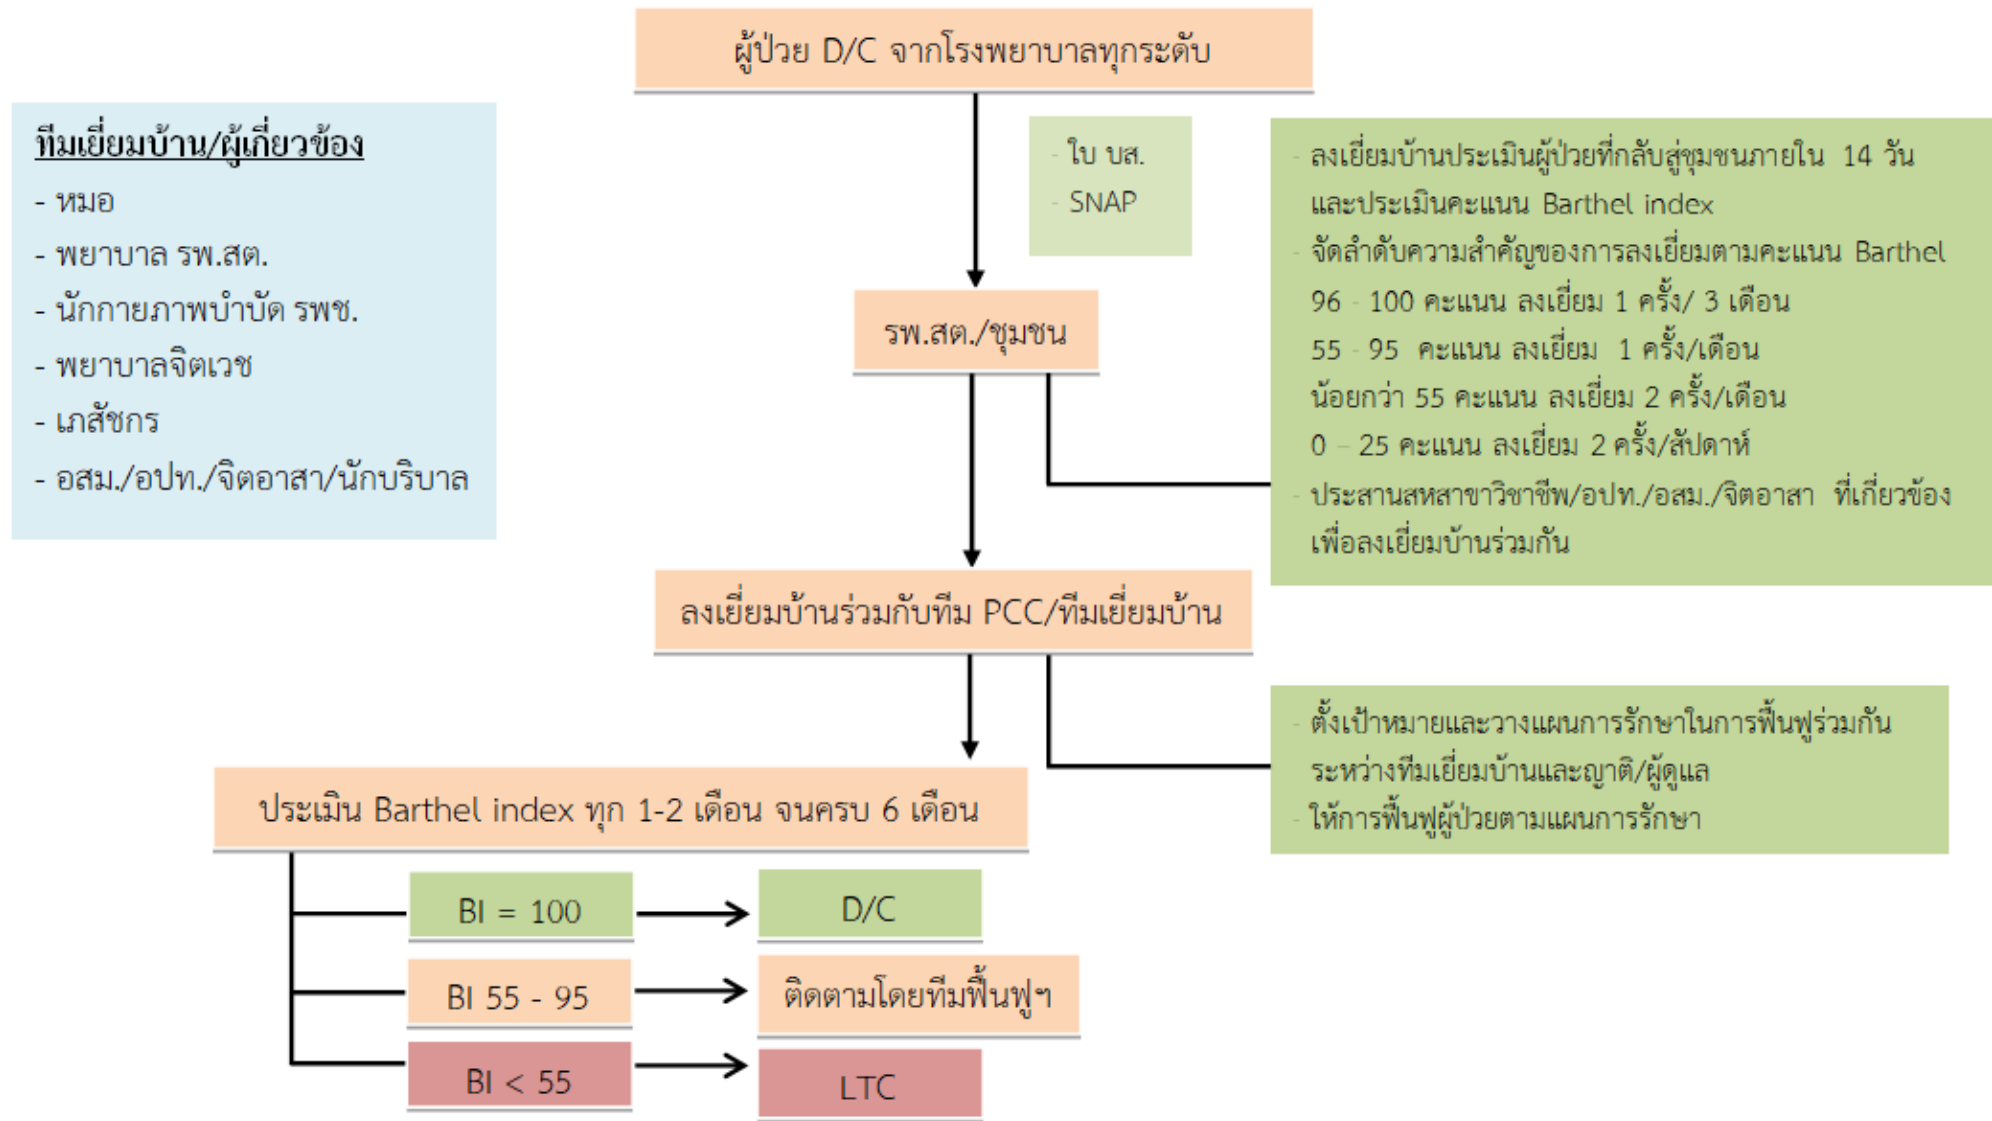 ผู้ป่วย D/C จากโรงพยาบาลทุกระดับ
ทีมเยี่ยมบ้าน/ผู้เกี่ยวข้อง
- หมอ
- พยาบาล รพ.สต.
- นักกายภาพบำบัด รพช.
- พยาบาลจิตเวช
- เภสัชกร
- อสม./อปท./จิตอาสา/นักบริบาล
- ใบ บส.
- SNAP
- ลงเยี่ยมบ้านประเมินผู้ป่วยที่กลับสู่ชุมชนภายใน 14 วัน
และประเมินคะแนน Barthel index
- จัดลำดับความสำคัญของการลงเยี่ยมตามคะแนน Barthel
96 - 100 คะแนน ลงเยี่ยม 1 ครั้ง/ 3 เดือน
55 - 95 คะแนน ลงเยี่ยม 1 ครั้ง/เดือน
น้อยกว่า 55 คะแนน ลงเยี่ยม 2 ครั้ง/เดือน
0 – 25 คะแนน ลงเยี่ยม 2 ครั้ง/สัปดาห์
- ประสานสหสาขาวิชาชีพ/อปท./อสม./จิตอาสา ที่เกี่ยวข้อง
เพื่อลงเยี่ยมบ้านร่วมกัน
รพ.สต./ชุมชน
ลงเยี่ยมบ้านร่วมกับทีม PCC/ทีมเยี่ยมบ้าน
- ตั้งเป้าหมายและวางแผนการรักษาในการฟื้นฟูร่วมกัน
ระหว่างทีมเยี่ยมบ้านและญาติ/ผู้ดูแล
- ให้การฟื้นฟูผู้ป่วยตามแผนการรักษา
ประเมิน Barthel index ทุก 1-2 เดือน จนครบ 6 เดือน
BI = 100
D/C
BI 55 - 95
ติดตามโดยทีมฟื้นฟูฯ
BI < 55
LTC